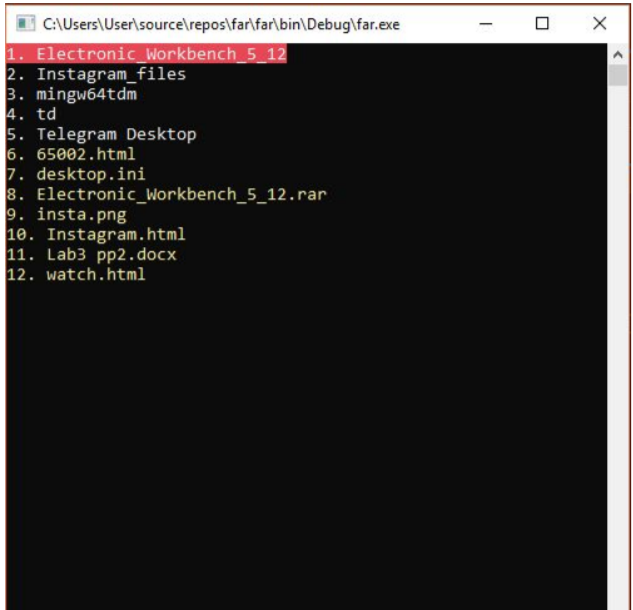 C:\Users\User\source\repos\far\far\bin\Debug\far.exe
1. Electronic_Workbench_5_12
2. Instagram_files
3. mingw64tdm
4. td
5. Telegram Desktop
6. 65002.html
7. desktop.ini
8. Electronic_Workbench_5_12.rar
9. insta.png
10. Instagram.html
11. Lab3 pp2.docx
12. watch.html